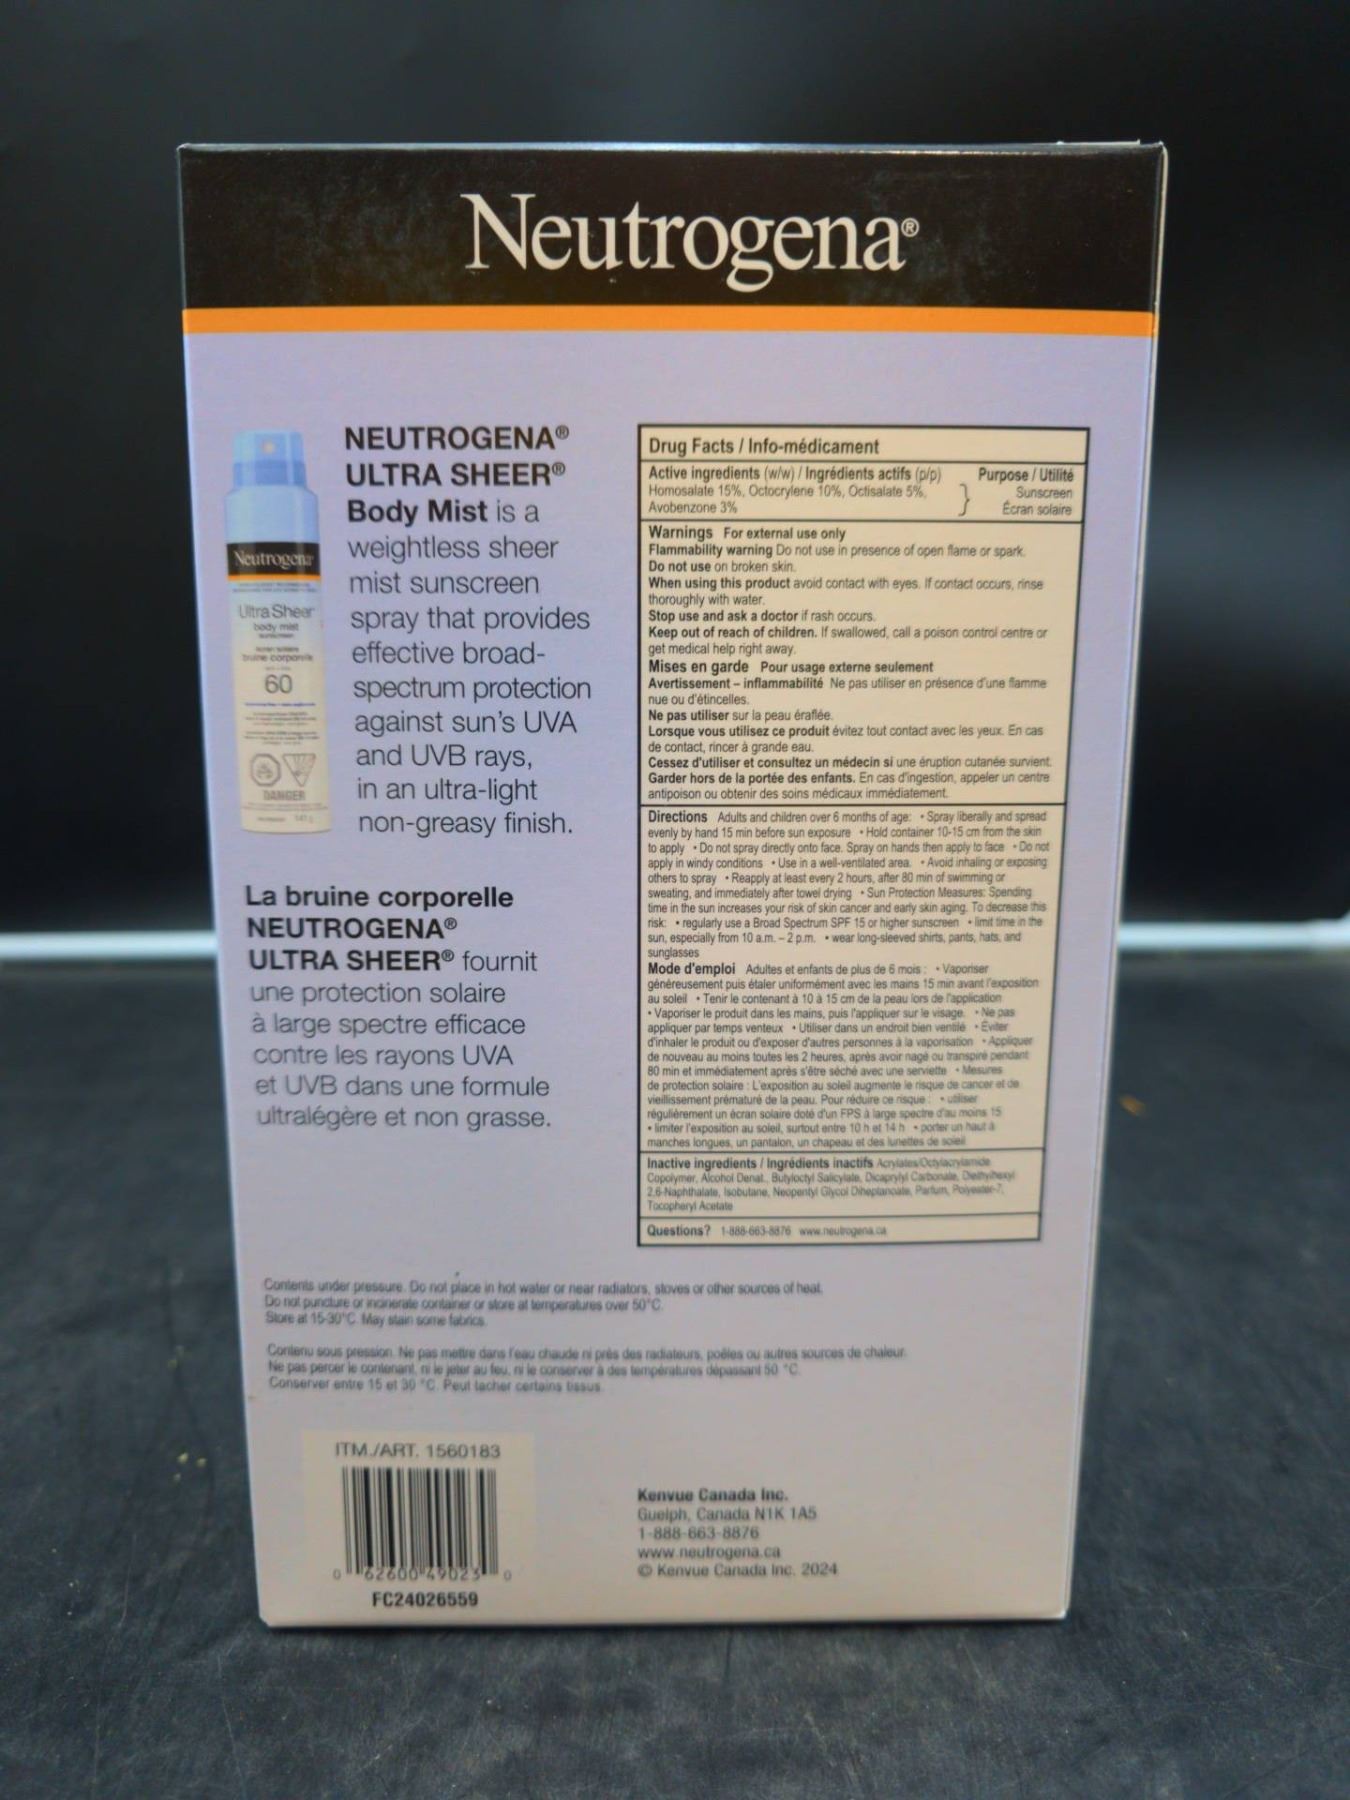 Neutrogena®
NEUTROGENA®
ULTRA SHEER®
Body Mist is a
weightless sheer
mist sunscreen
spray that provides
effective broad-
spectrum protection
against sun's UVA
and UVB rays,
in an ultra-light
non-greasy finish.
Neutrogena
Ultra Sheer
body mist
sunscreen
bruine corporelle
60
DANGER
La bruine corporelle
NEUTROGENA®
ULTRA SHEER® fournit
une protection solaire
à large spectre efficace
contre les rayons UVA
et UVB dans une formule
ultralégère et non grasse.
Drug Facts / Info-médicament
Active ingredients (w/w) / Ingrédients actifs (p/p) Purpose / Utilité
Homosalate 15%, Octocrylene 10%, Octisalate 5%, Sunscreen
Avobenzone 3% Écran solaire
Warnings For external use only
Flammability warning Do not use in presence of open flame or spark.
Do not use on broken skin.
When using this product avoid contact with eyes. If contact occurs, rinse
thoroughly with water.
Stop use and ask a doctor if rash occurs.
Keep out of reach of children. If swallowed, call a poison control centre or
get medical help right away.
Mises en garde Pour usage externe seulement
Avertissement – inflammabilité Ne pas utiliser en présence d'une flamme
nue ou d'étincelles.
Ne pas utiliser sur la peau éraflée.
Lorsque vous utilisez ce produit évitez tout contact avec les yeux. En cas
de contact, rincer à grande eau.
Cessez d'utiliser et consultez un médecin si une éruption cutanée survient.
Garder hors de la portée des enfants. En cas d'ingestion, appeler un centre
antipoison ou obtenir des soins médicaux immédiatement.
Directions Adults and children over 6 months of age: • Spray liberally and spread
evenly by hand 15 min before sun exposure • Hold container 10-15 cm from the skin
to apply • Do not spray directly onto face. Spray on hands then apply to face • Do not
apply in windy conditions • Use in a well-ventilated area. • Avoid inhaling or exposing
others to spray • Reapply at least every 2 hours, after 80 min of swimming or
sweating, and immediately after towel drying • Sun Protection Measures: Spending
time in the sun increases your risk of skin cancer and early skin aging. To decrease this
risk: • regularly use a Broad Spectrum SPF 15 or higher sunscreen • limit time in the
sun, especially from 10 a.m. – 2 p.m. • wear long-sleeved shirts, pants, hats, and
sunglasses
Mode d'emploi Adultes et enfants de plus de 6 mois : • Vaporiser
généreusement puis étaler uniformément avec les mains 15 min avant l'exposition
au soleil • Tenir le contenant à 10 à 15 cm de la peau lors de l'application
• Vaporiser le produit dans les mains, puis l'appliquer sur le visage. • Ne pas
appliquer par temps venteux • Utiliser dans un endroit bien ventilé • Éviter
d'inhaler le produit ou d'exposer d'autres personnes à la vaporisation • Appliquer
de nouveau au moins toutes les 2 heures, après avoir nagé ou transpiré pendant
80 min et immédiatement après s'être séché avec une serviette • Mesures
de protection solaire : L'exposition au soleil augmente le risque de cancer et de
vieillissement prématuré de la peau. Pour réduire ce risque : • utiliser
régulièrement un écran solaire doté d'un FPS à large spectre d'au moins 15
• limiter l'exposition au soleil, surtout entre 10 h et 14 h • porter un haut à
manches longues, un pantalon, un chapeau et des lunettes de soleil
Inactive ingredients / Ingrédients inactifs Acrylates/Octylacrylamide
Copolymer, Alcohol Denat., Butyloctyl Salicylate, Dicaprylyl Carbonate, Diethylhexyl
2,6-Naphthalate, Isobutane, Neopentyl Glycol Diheptanoate, Parfum, Polyester-7,
Tocopheryl Acetate
Questions? 1-888-663-8876 www.neutrogena.ca
Contents under pressure. Do not place in hot water or near radiators, stoves or other sources of heat.
Do not puncture or incinerate container or store at temperatures over 50°C.
Store at 15-30°C. May stain some fabrics.
Contenu sous pression. Ne pas mettre dans l'eau chaude ni près des radiateurs, poêles ou autres sources de chaleur.
Ne pas percer le contenant, ni le jeter au feu, ni le conserver à des températures dépassant 50 °C.
Conserver entre 15 et 30 °C. Peut tacher certains tissus.
ITM./ART. 1560183
0 62600 49023 0
FC24026559
Kenvue Canada Inc.
Guelph, Canada N1K 1A5
1-888-663-8876
www.neutrogena.ca
© Kenvue Canada Inc. 2024